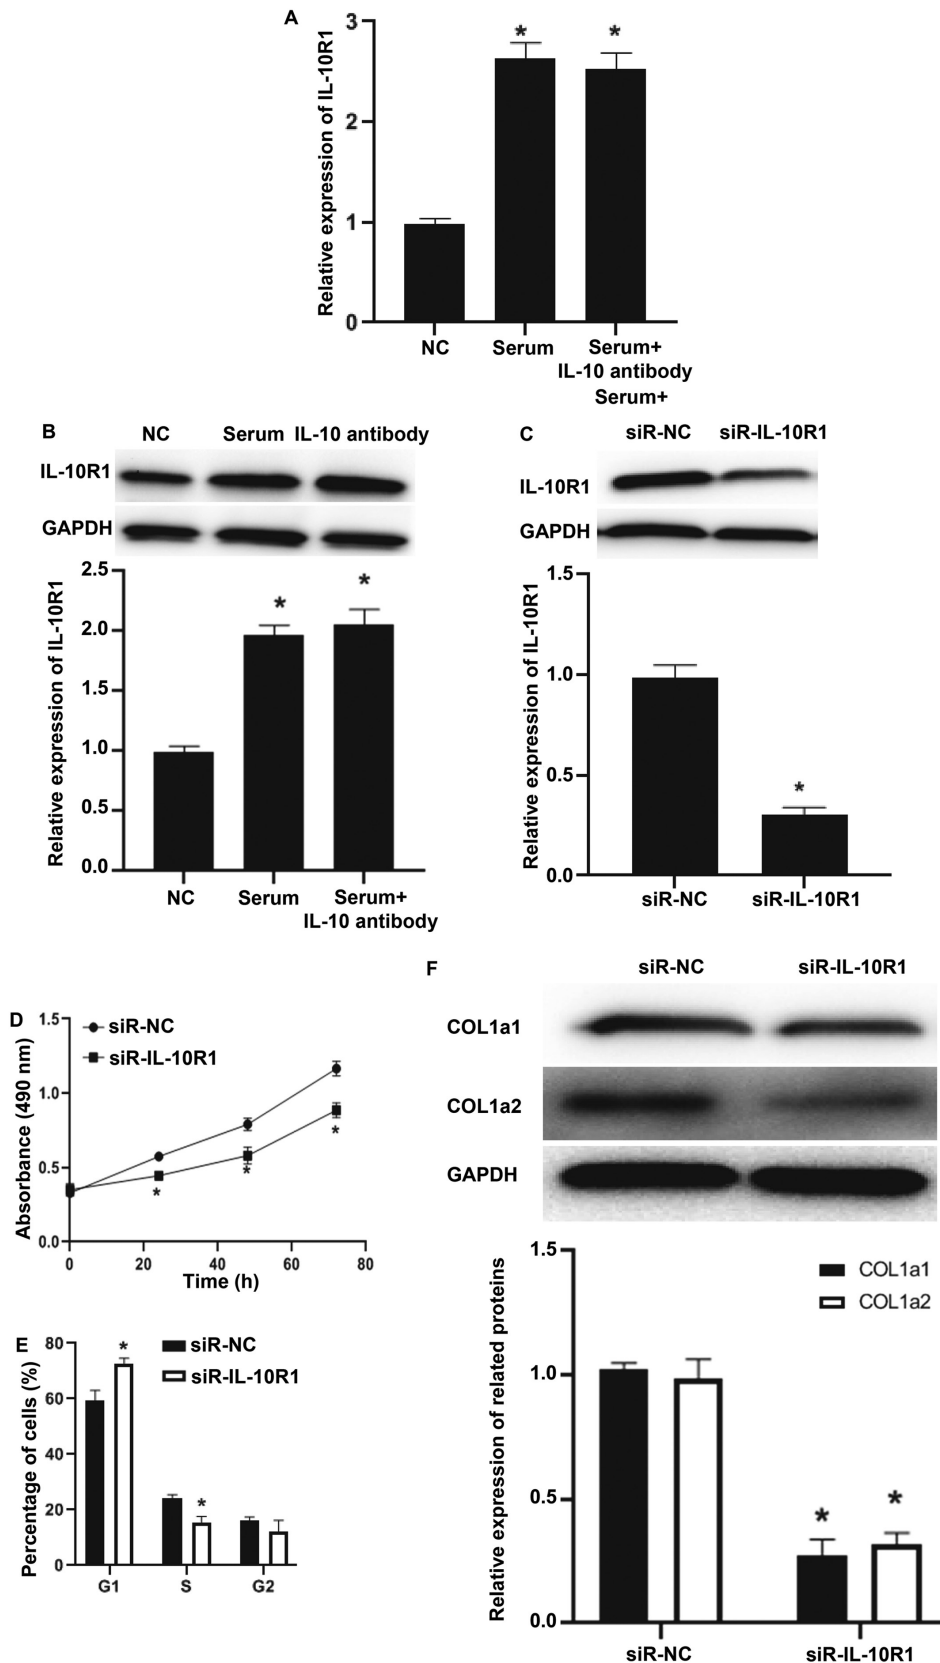 A
Relative expression of IL-10R1
3
2
1
0
*
*
NC
Serum
Serum+
IL-10 antibody
B
NC
Serum
Serum+
IL-10 antibody
IL-10R1
GAPDH
Relative expression of IL-10R1
2.5
2.0
1.5
1.0
0.5
0.0
*
*
NC
Serum
Serum+
IL-10 antibody
C
siR-NC
siR-IL-10R1
IL-10R1
GAPDH
Relative expression of IL-10R1
1.5
1.0
0.5
0.0
*
siR-NC
siR-IL-10R1
D
Absorbance (490 nm)
1.5
1.0
0.5
0.0
siR-NC
siR-IL-10R1
*
*
*
0
20
40
60
80
Time (h)
E
Percentage of cells (%)
80
60
40
20
0
siR-NC
siR-IL-10R1
*
*
G1
S
G2
F
siR-NC
siR-IL-10R1
COL1a1
COL1a2
GAPDH
Relative expression of related proteins
1.5
1.0
0.5
0.0
COL1a1
COL1a2
*
*
siR-NC
siR-IL-10R1